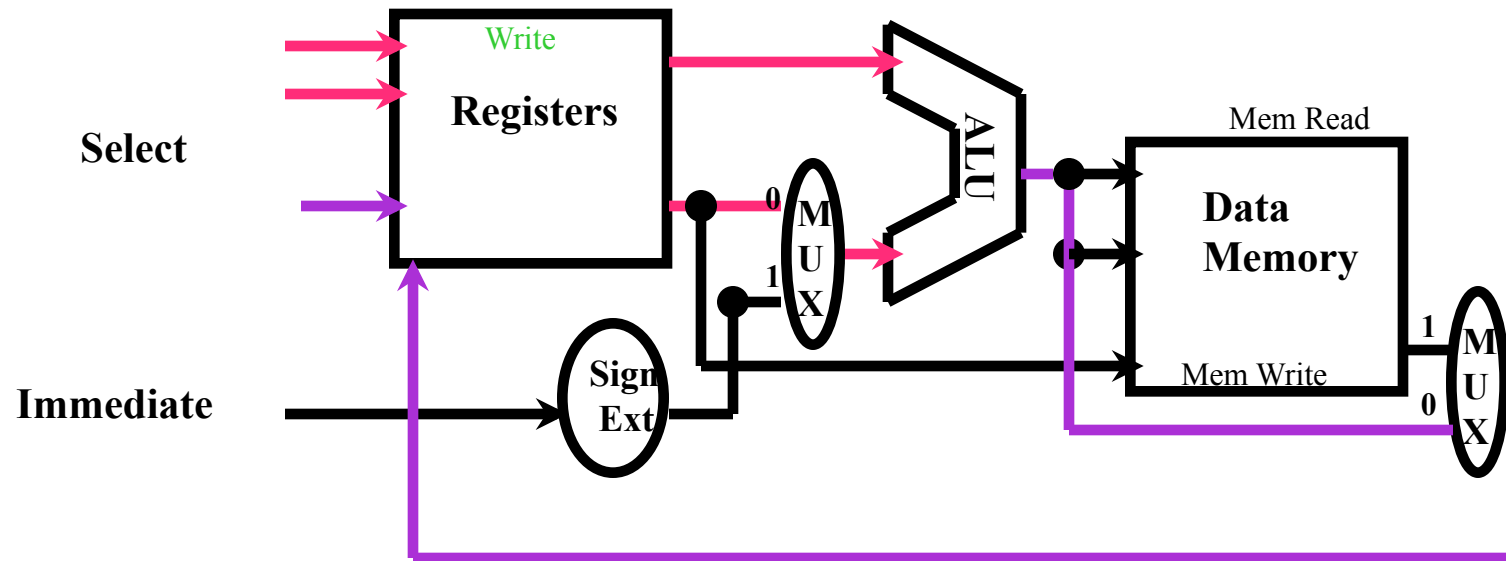 Write
Registers
Select
Immediate
Sign
Ext
0
1
M
U
X
ALU
Mem Read
Data
Memory
Mem Write
1
0
M
U
X